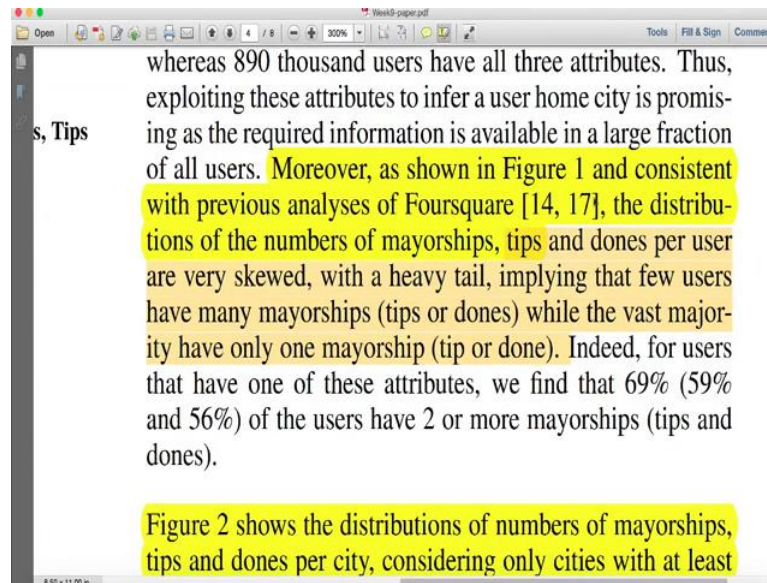 Week9-paper.pdf
Open 4 / 8 300% Tools Fill & Sign Commen
whereas 890 thousand users have all three attributes. Thus,
exploiting these attributes to infer a user home city is promis-
s, Tips ing as the required information is available in a large fraction
of all users. Moreover, as shown in Figure 1 and consistent
with previous analyses of Foursquare [14, 17], the distribu-
tions of the numbers of mayorships, tips and dones per user
are very skewed, with a heavy tail, implying that few users
have many mayorships (tips or dones) while the vast major-
ity have only one mayorship (tip or done). Indeed, for users
that have one of these attributes, we find that 69% (59%
and 56%) of the users have 2 or more mayorships (tips and
dones).
Figure 2 shows the distributions of numbers of mayorships,
tips and dones per city, considering only cities with at least
8.50 x 11.00 in